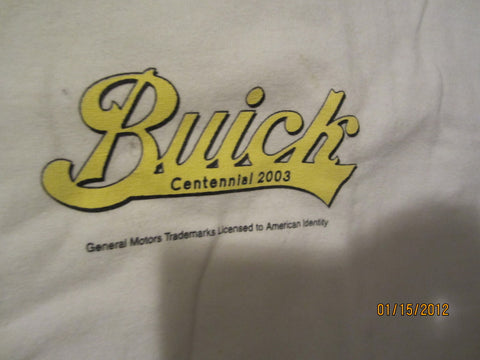 Buick
Centennial 2003
General Motors Trademarks Licensed to American Identity
01/15/2012